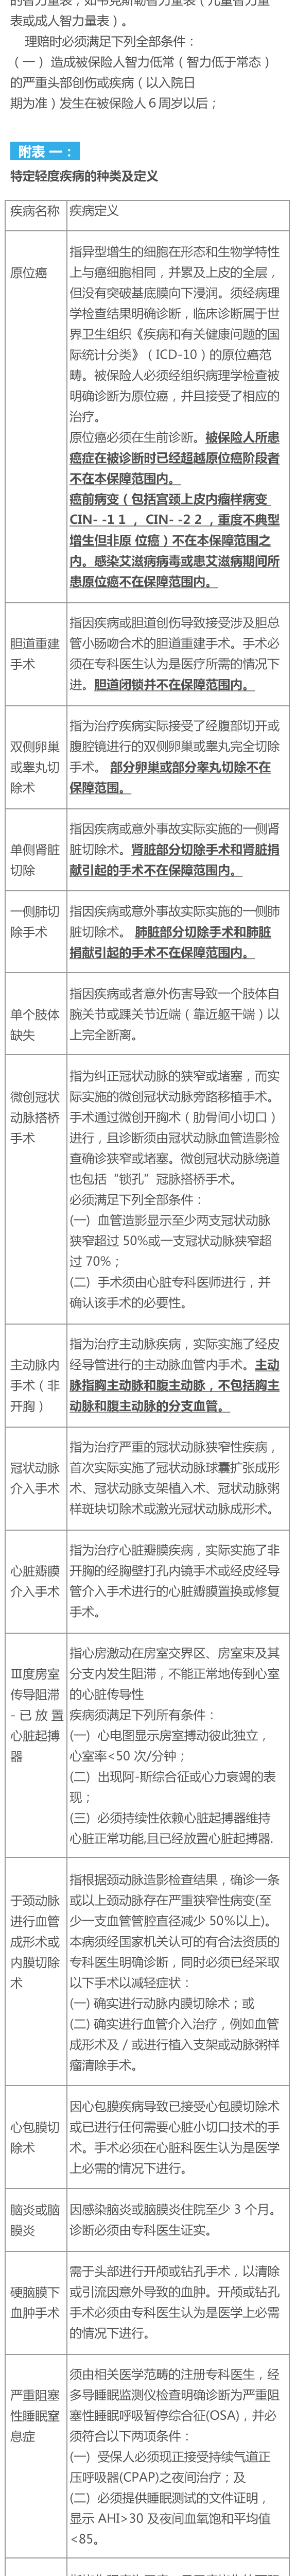 的智力量表，如韦克斯勒智力量表（儿童智力量
表或成人智力量表）。
理赔时必须满足下列全部条件：
（一） 造成被保险人智力低常（智力低于常态）
的严重头部创伤或疾病（以入院日
期为准）发生在被保险人６周岁以后；
附表 一：
特定轻度疾病的种类及定义
疾病名称 疾病定义
原位癌
指异型增生的细胞在形态和生物学特性
上与癌细胞相同，并累及上皮的全层，
但没有突破基底膜向下浸润。须经病理
学检查结果明确诊断，临床诊断属于世
界卫生组织《疾病和有关健康问题的国
际统计分类》（ICD-10）的原位癌范
畴。被保险人必须经组织病理学检查被
明确诊断为原位癌，并且接受了相应的
治疗。
原位癌必须在生前诊断。被保险人所患
癌症在被诊断时已经超越原位癌阶段者
不在本保障范围内。
癌前病变（包括宫颈上皮内瘤样病变
CIN- -1１， CIN- -2２，重度不典型
增生但非原 位癌）不在本保障范围之
内。感染艾滋病病毒或患艾滋病期间所
患原位癌不在保障范围内。
胆道重建
手术
指因疾病或胆道创伤导致接受涉及胆总
管小肠吻合术的胆道重建手术。手术必
须在专科医生认为是医疗所需的情况下
进。胆道闭锁并不在保障范围内。
双侧卵巢
或睾丸切
除术
指为治疗疾病实际接受了经腹部切开或
腹腔镜进行的双侧卵巢或睾丸完全切除
手术。 部分卵巢或部分睾丸切除不在
保障范围。
单侧肾脏
切除
指因疾病或意外事故实际实施的一侧肾
脏切除手术。肾脏部分切除手术和肾脏捐
献引起的手术不在保障范围内。
一侧肺切
除手术
指因疾病或意外事故实际实施的一侧肺
脏切除手术。 肺脏部分切除手术和肺脏
捐献引起的手术不在保障范围内。
单个肢体
缺失
指因疾病或者意外伤害导致一个肢体自
腕关节或踝关节近端（靠近躯干端）以
上完全断离。
微创冠状
动脉搭桥
手术
指为纠正冠状动脉的狭窄或堵塞，而实
际实施的微创冠状动脉旁路移植手术。
手术通过微创开胸术（肋骨间小切口）
进行，且诊断须由冠状动脉血管造影检
查确诊狭窄或堵塞。微创冠状动脉绕道
也包括“锁孔”冠脉搭桥手术。
必须满足下列全部条件：
(一）血管造影显示至少两支冠状动脉
狭窄超过 50%或一支冠状动脉狭窄超
过 70%；
(二）手术须由心脏专科医师进行，并
确认该手术的必要性。
主动脉内
手术（非
开胸）
指为治疗主动脉疾病，实际实施了经皮
经导管进行的主动脉血管内手术。主动
脉指胸主动脉和腹主动脉，不包括胸主
动脉和腹主动脉的分支血管。
冠状动脉
介入手术
指为治疗严重的冠状动脉狭窄性疾病，
首次实际实施了冠状动脉球囊扩张成形
术、冠状动脉支架植入术、冠状动脉粥
样斑块切除术或激光冠状动脉成形术。
心脏瓣膜
介入手术
指为治疗心脏瓣膜疾病，实际实施了非
开胸的经胸壁打孔内镜手术或经皮经导
管介入手术进行的心脏瓣膜置换或修复
手术。
Ⅲ度房室
传导阻滞
- 已 放 置
心脏起搏
器
指心房激动在房室交界区、房室束及其
分支内发生阻滞，不能正常地传到心室
的心脏传导性
疾病须满足下列所有条件：
(一）心电图显示房室搏动彼此独立，
心室率<50 次/分钟；
(二）出现阿-斯综合征或心力衰竭的表
现；
(三）必须持续性依赖心脏起搏器维持
心脏正常功能,且已经放置心脏起搏器.
于颈动脉
进行血管
成形术或
内膜切除
术
指根据颈动脉造影检查结果，确诊一条
或以上颈动脉存在严重狭窄性病变(至
少一支血管管腔直径减少 50%以上)。
本病须经国家机关认可的有合法资质的
专科医生明确诊断，同时必须已经采取
以下手术以减轻症状：
(一) 确实进行动脉内膜切除术；或
(二) 确实进行血管介入治疗，例如血管
成形术及 / 或进行植入支架或动脉粥样
瘤清除手术。
心包膜切
除术
因心包膜疾病导致已接受心包膜切除术
或已进行任何需要心脏小切口技术的手
术。手术必须在心脏科医生认为是医学
上必需的情况下进行。
脑炎或脑
膜炎
因感染脑炎或脑膜炎住院至少 3 个月。
诊断必须由专科医生证实。
硬脑膜下
血肿手术
需于头部进行开颅或钻孔手术，以清除
或引流因意外导致的血肿。开颅或钻孔
手术必须由专科医生认为是医学上必需
的情况下进行。
严重阻塞
性睡眠窒
息症
须由相关医学范畴的注册专科医生，经
多导睡眠监测仪检查明确诊断为严重阻
塞性睡眠呼吸暂停综合征(OSA)，并必
须符合以下两项条件：
(一）受保人必须现正接受持续气道正
压呼吸器(CPAP)之夜间治疗；及
(二）必须提供睡眠测试的文件证明，
显示 AHI>30 及夜间血氧饱和平均值
<85。